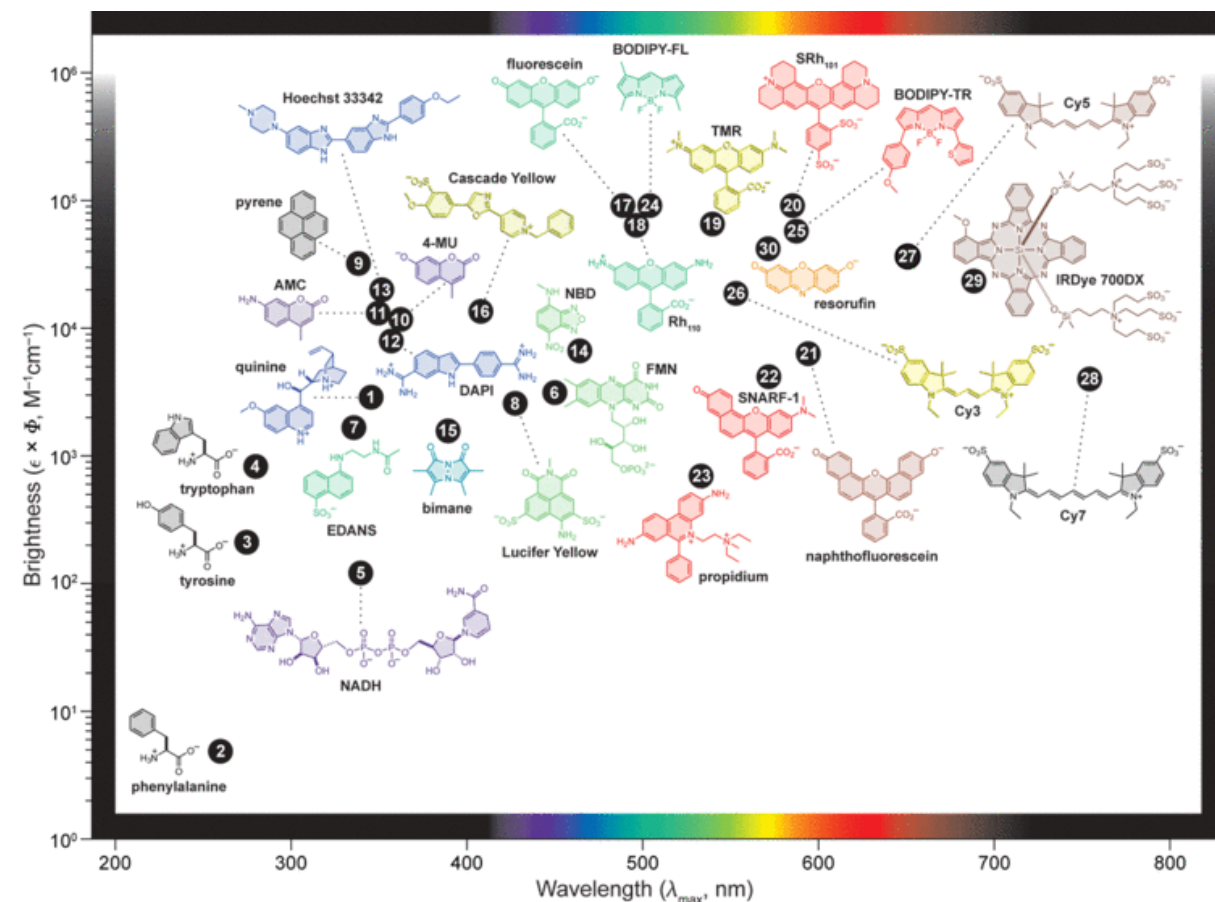 BODIPY-FL
fluorescein
SRh101
BODIPY-TR
Cy5
Hoechst 33342
TMR
Cascade Yellow
pyrene
4-MU
AMC
NBD
Rh110
resorufin
IRDye 700DX
quinine
DAPI
FMN
SNARF-1
Cy3
tryptophan
EDANS
bimane
Lucifer Yellow
propidium
naphthofluorescein
Cy7
tyrosine
NADH
phenylalanine
1
2
3
4
5
6
7
8
9
10
11
12
13
14
15
16
17
18
19
20
21
22
23
24
25
26
27
28
29
30
Brightness (ϵ × Φ, M⁻¹cm⁻¹)
10⁶
10⁵
10⁴
10³
10²
10¹
10⁰
200 300 400 500 600 700 800
Wavelength (λmax, nm)